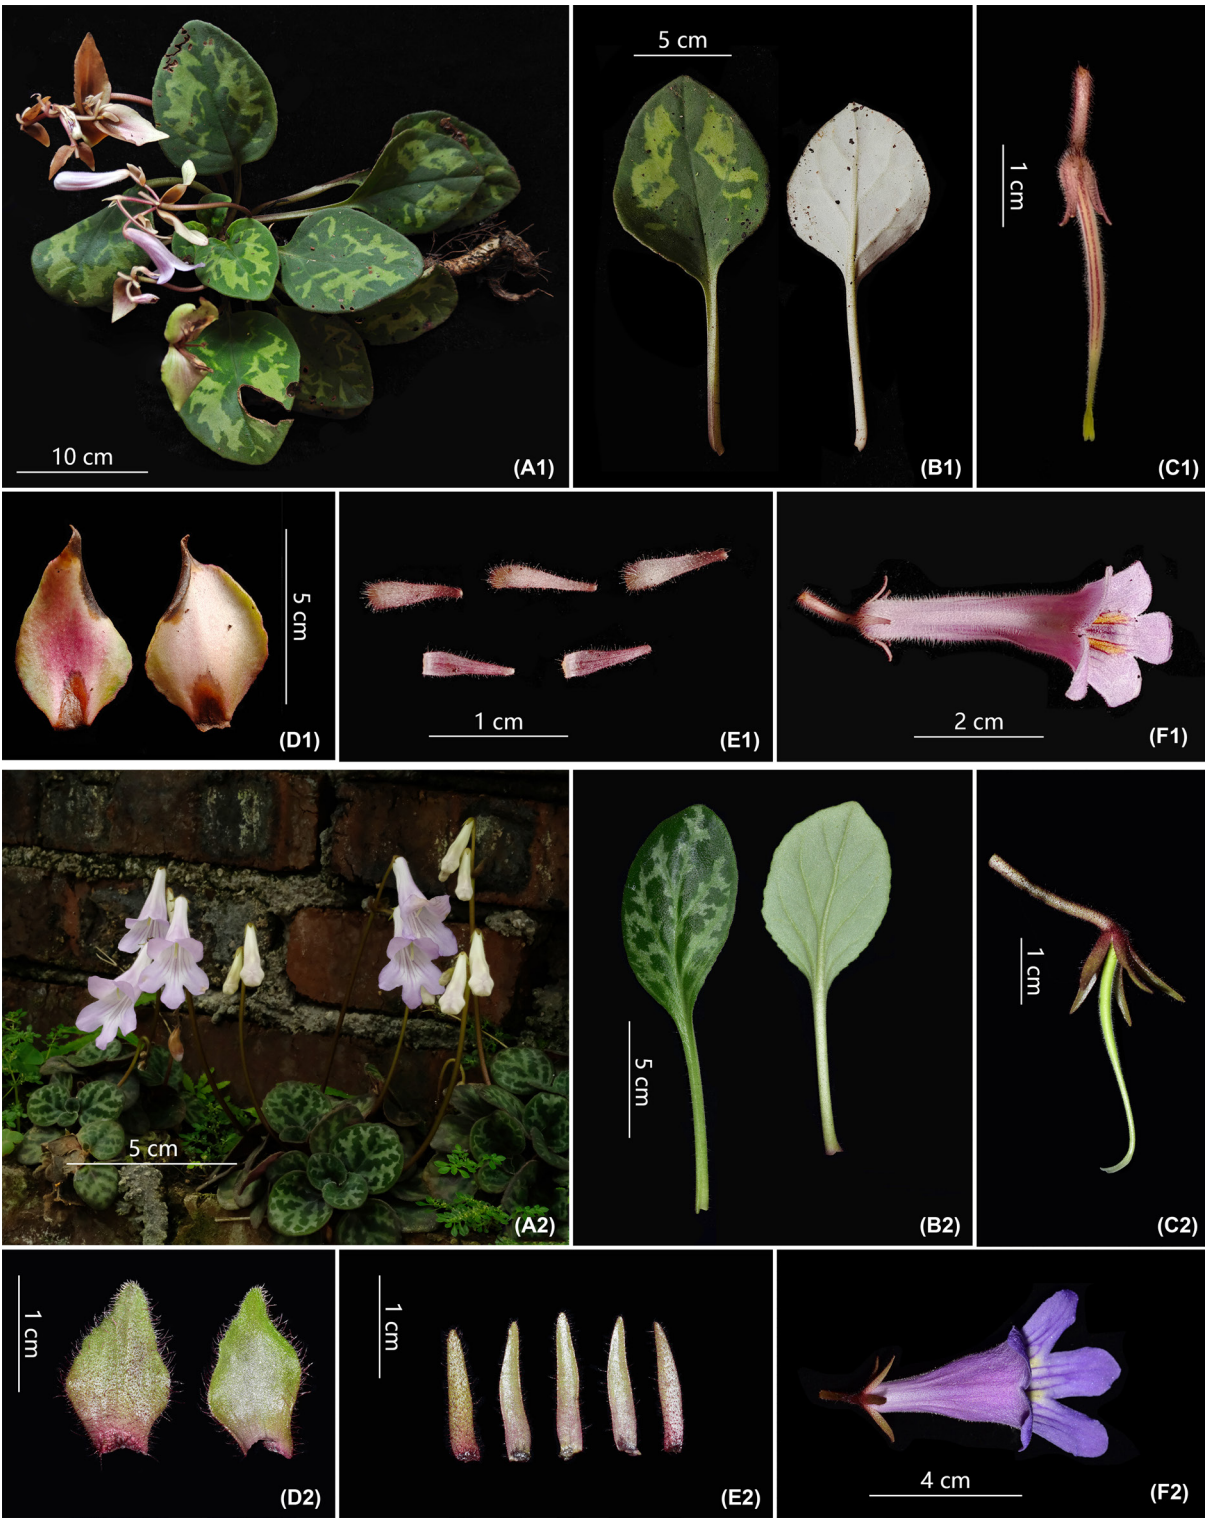 10 cm
(A1)
5 cm
(B1)
1 cm
(C1)
5 cm
(D1)
1 cm
(E1)
2 cm
(F1)
5 cm
(A2)
5 cm
(B2)
1 cm
(C2)
1 cm
(D2)
1 cm
(E2)
4 cm
(F2)